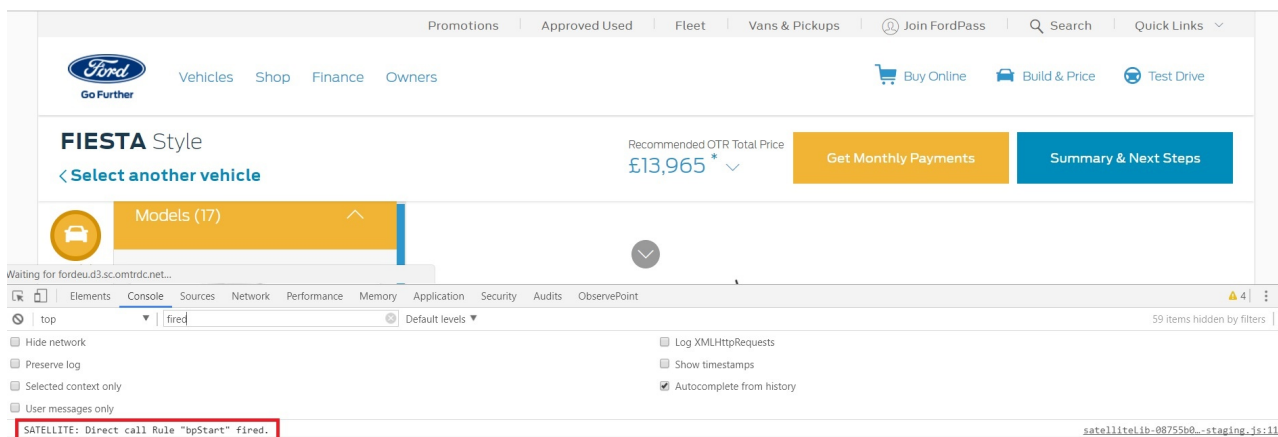 Promotions Approved Used Fleet Vans & Pickups Join FordPass Search Quick Links
Ford
Go Further
Vehicles Shop Finance Owners
Buy Online Build & Price Test Drive
FIESTA Style
Recommended OTR Total Price
£13,965*
Get Monthly Payments
Summary & Next Steps
Select another vehicle
Models (17)
Waiting for fordeu.d3.sc.omtrdc.net...
Elements Console Sources Network Performance Memory Application Security Audits ObservePoint 4
top fired Default levels 59 items hidden by filters
Hide network Log XMLHttpRequests
Preserve log Show timestamps
Selected context only Autocomplete from history
User messages only
SATELLITE: Direct call Rule "bpStart" fired. satelliteLib-08755b0…-staging.js:11